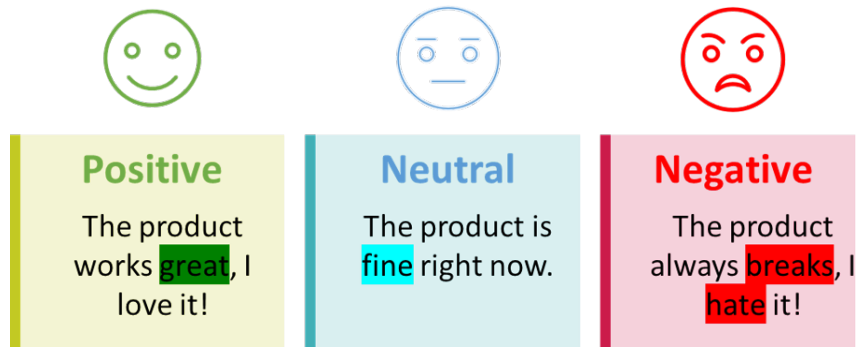 Positive
The product
works great, I
love it!
Neutral
The product is
fine right now.
Negative
The product
always breaks, I
hate it!